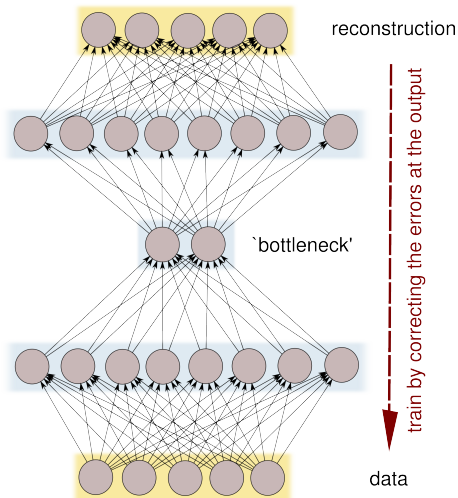 reconstruction
train by correcting the errors at the output
`bottleneck'
data